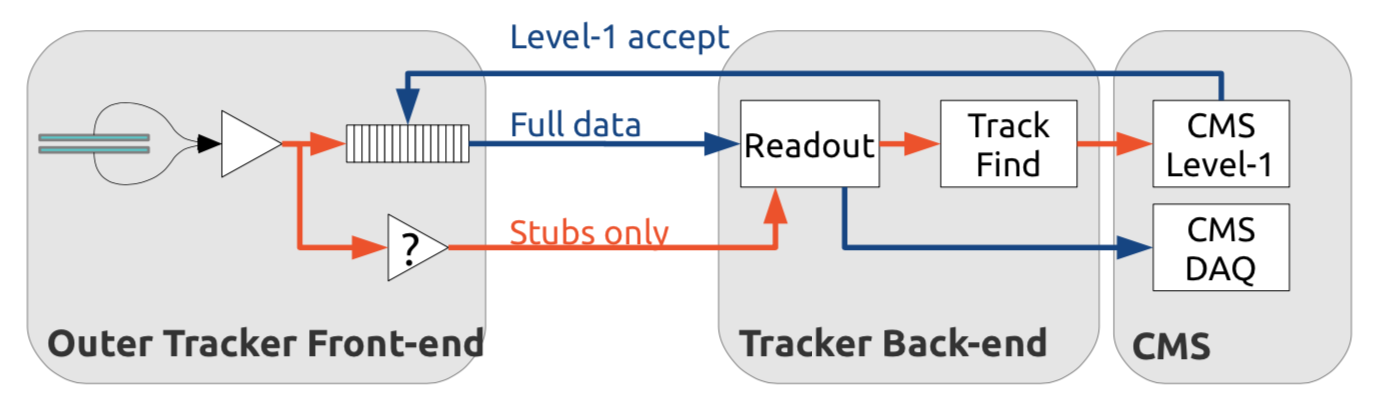 Level-1 accept
Full data
Readout
Track
Find
CMS
Level-1
?
Stubs only
CMS
DAQ
Outer Tracker Front-end
Tracker Back-end
CMS